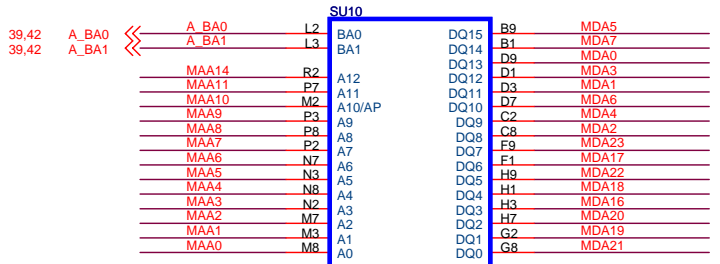 SU10
39,42 A_BA0 A_BA0 L2 BA0 DQ15 B9 MDA5
39,42 A_BA1 A_BA1 L3 BA1 DQ14 B1 MDA7
DQ13 D9 MDA0
MAA14 R2 A12 DQ12 D1 MDA3
MAA11 P7 A11 DQ11 D3 MDA1
MAA10 M2 A10/AP DQ10 D7 MDA6
MAA9 P3 A9 DQ9 C2 MDA4
MAA8 P8 A8 DQ8 C8 MDA2
MAA7 P2 A7 DQ7 F9 MDA23
MAA6 N7 A6 DQ6 F1 MDA17
MAA5 N3 A5 DQ5 H9 MDA22
MAA4 N8 A4 DQ4 H1 MDA18
MAA3 N2 A3 DQ3 H3 MDA16
MAA2 M7 A2 DQ2 H7 MDA20
MAA1 M3 A1 DQ1 G2 MDA19
MAA0 M8 A0 DQ0 G8 MDA21